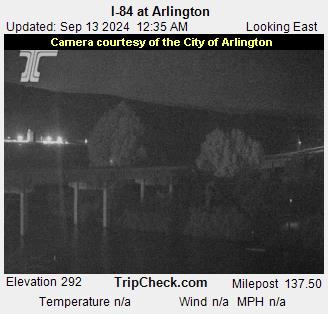 I-84 at Arlington
Updated: Sep 13 2024 12:35 AM Looking East
Camera courtesy of the City of Arlington
Elevation 292 TripCheck.com Milepost 137.50
Temperature n/a Wind n/a MPH n/a